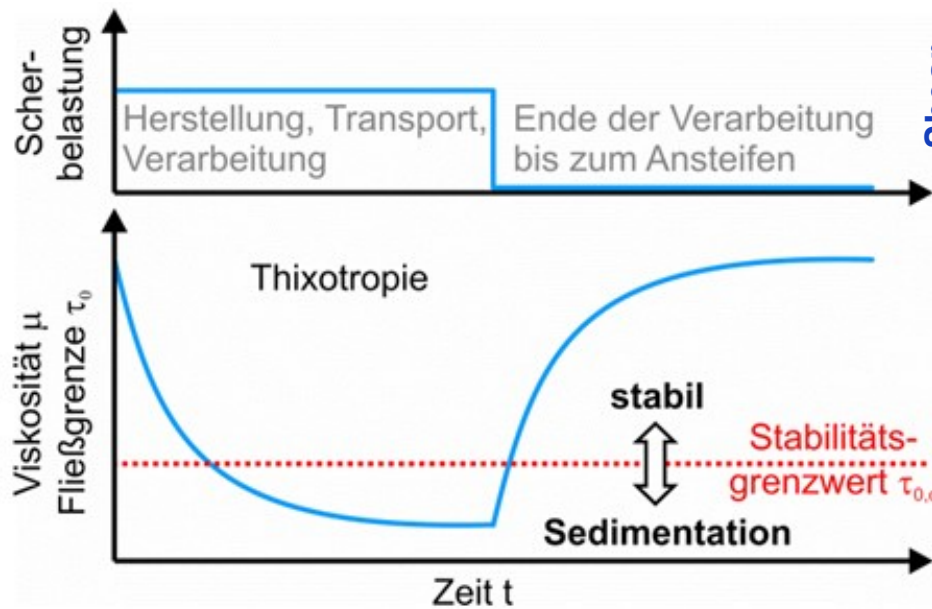 Scher-
belastung
Herstellung, Transport,
Verarbeitung
Ende der Verarbeitung
bis zum Ansteifen
Viskosität μ
Fließgrenze τ₀
Thixotropie
stabil
Stabilitäts-
grenzwert τ₀,
Sedimentation
Zeit t